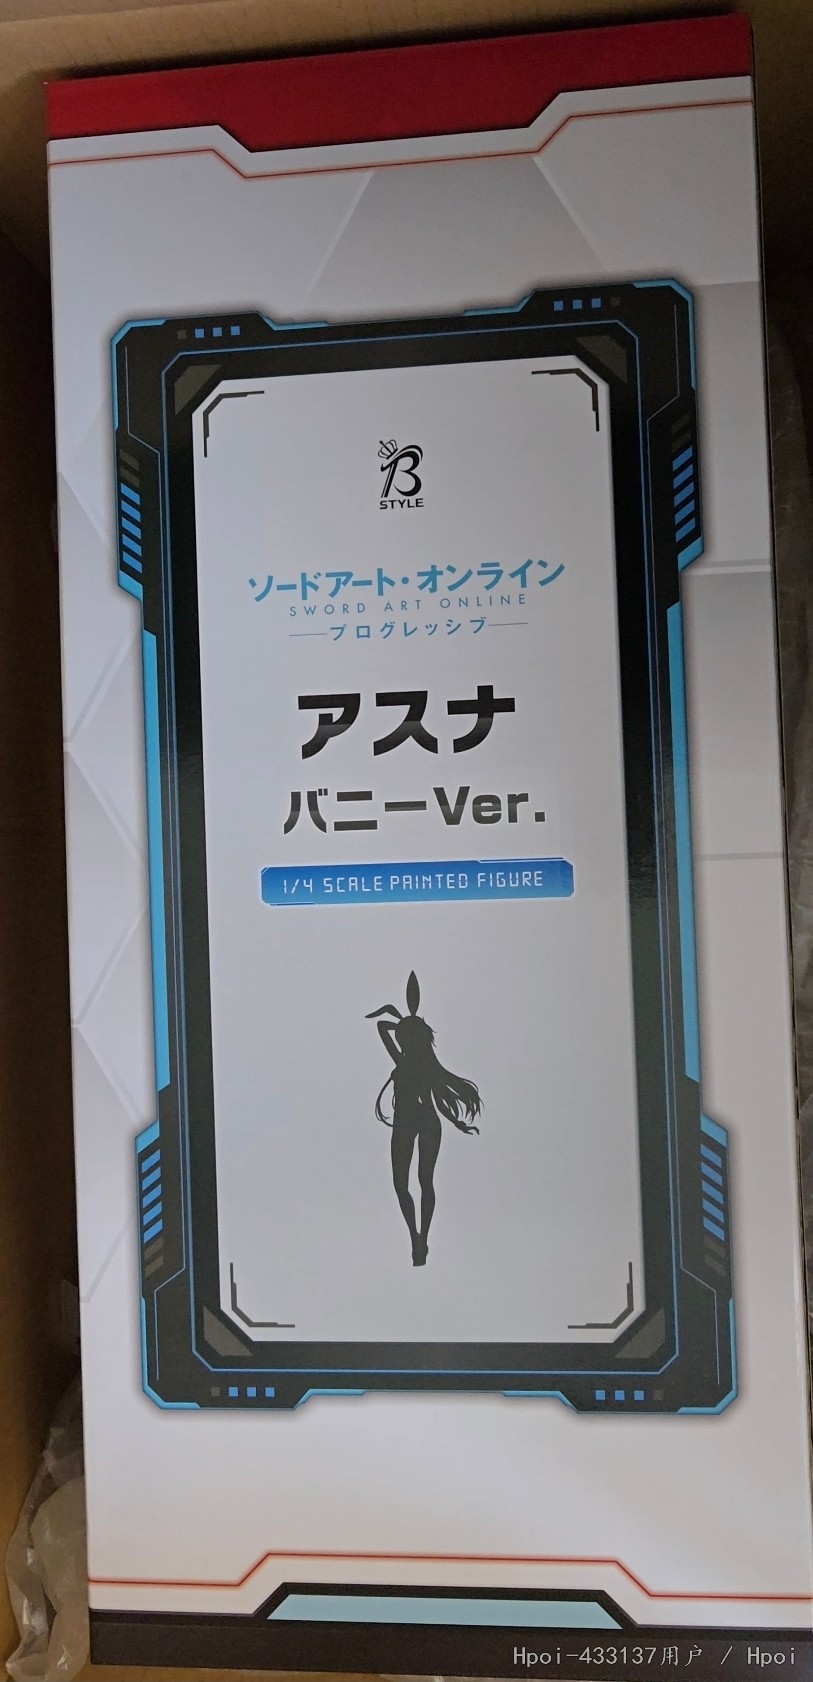 B
STYLE
ソードアート・オンライン
SWORD ART ONLINE
プログレッシブ
アスナ
バニーVer.
1/4 SCALE PAINTED FIGURE
Hpoi-433137用户 / Hpoi